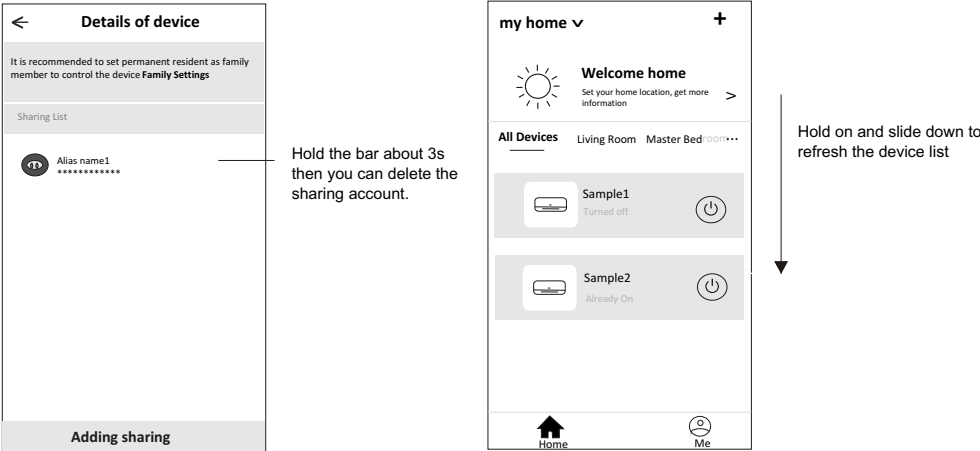 Details of device
It is recommended to set permanent resident as family
member to control the device Family Settings
Sharing List
Alias name1
************
Adding sharing
Hold the bar about 3s
then you can delete the
sharing account.
my home
+
Welcome home
Set your home location, get more
information
>
All Devices Living Room Master Bedroom...
Sample1
Turned off
Sample2
Already On
Home
Me
Hold on and slide down to
refresh the device list